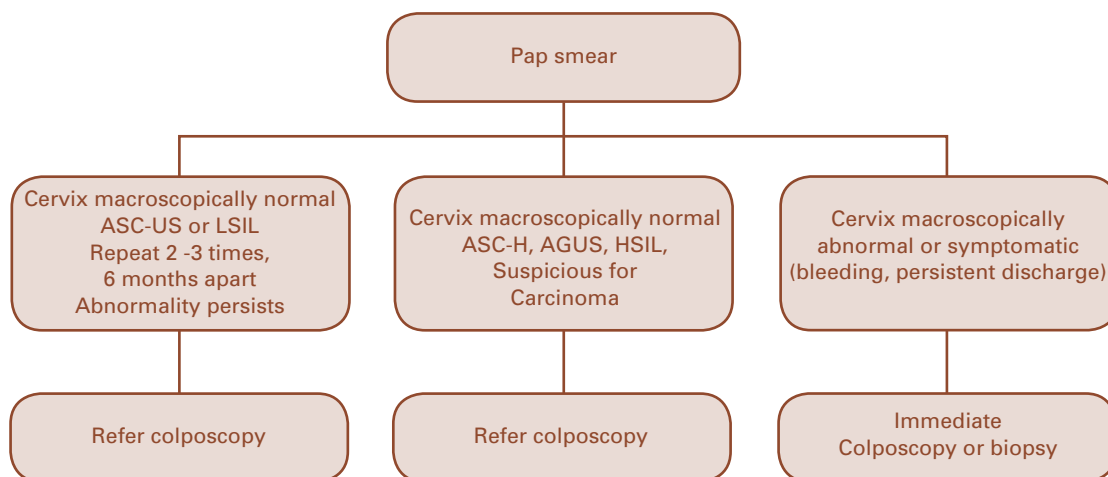 Pap smear
Cervix macroscopically normal
ASC-US or LSIL
Repeat 2 -3 times,
6 months apart
Abnormality persists
Cervix macroscopically normal
ASC-H, AGUS, HSIL,
Suspicious for
Carcinoma
Cervix macroscopically
abnormal or symptomatic
(bleeding, persistent discharge)
Refer colposcopy
Refer colposcopy
Immediate
Colposcopy or biopsy